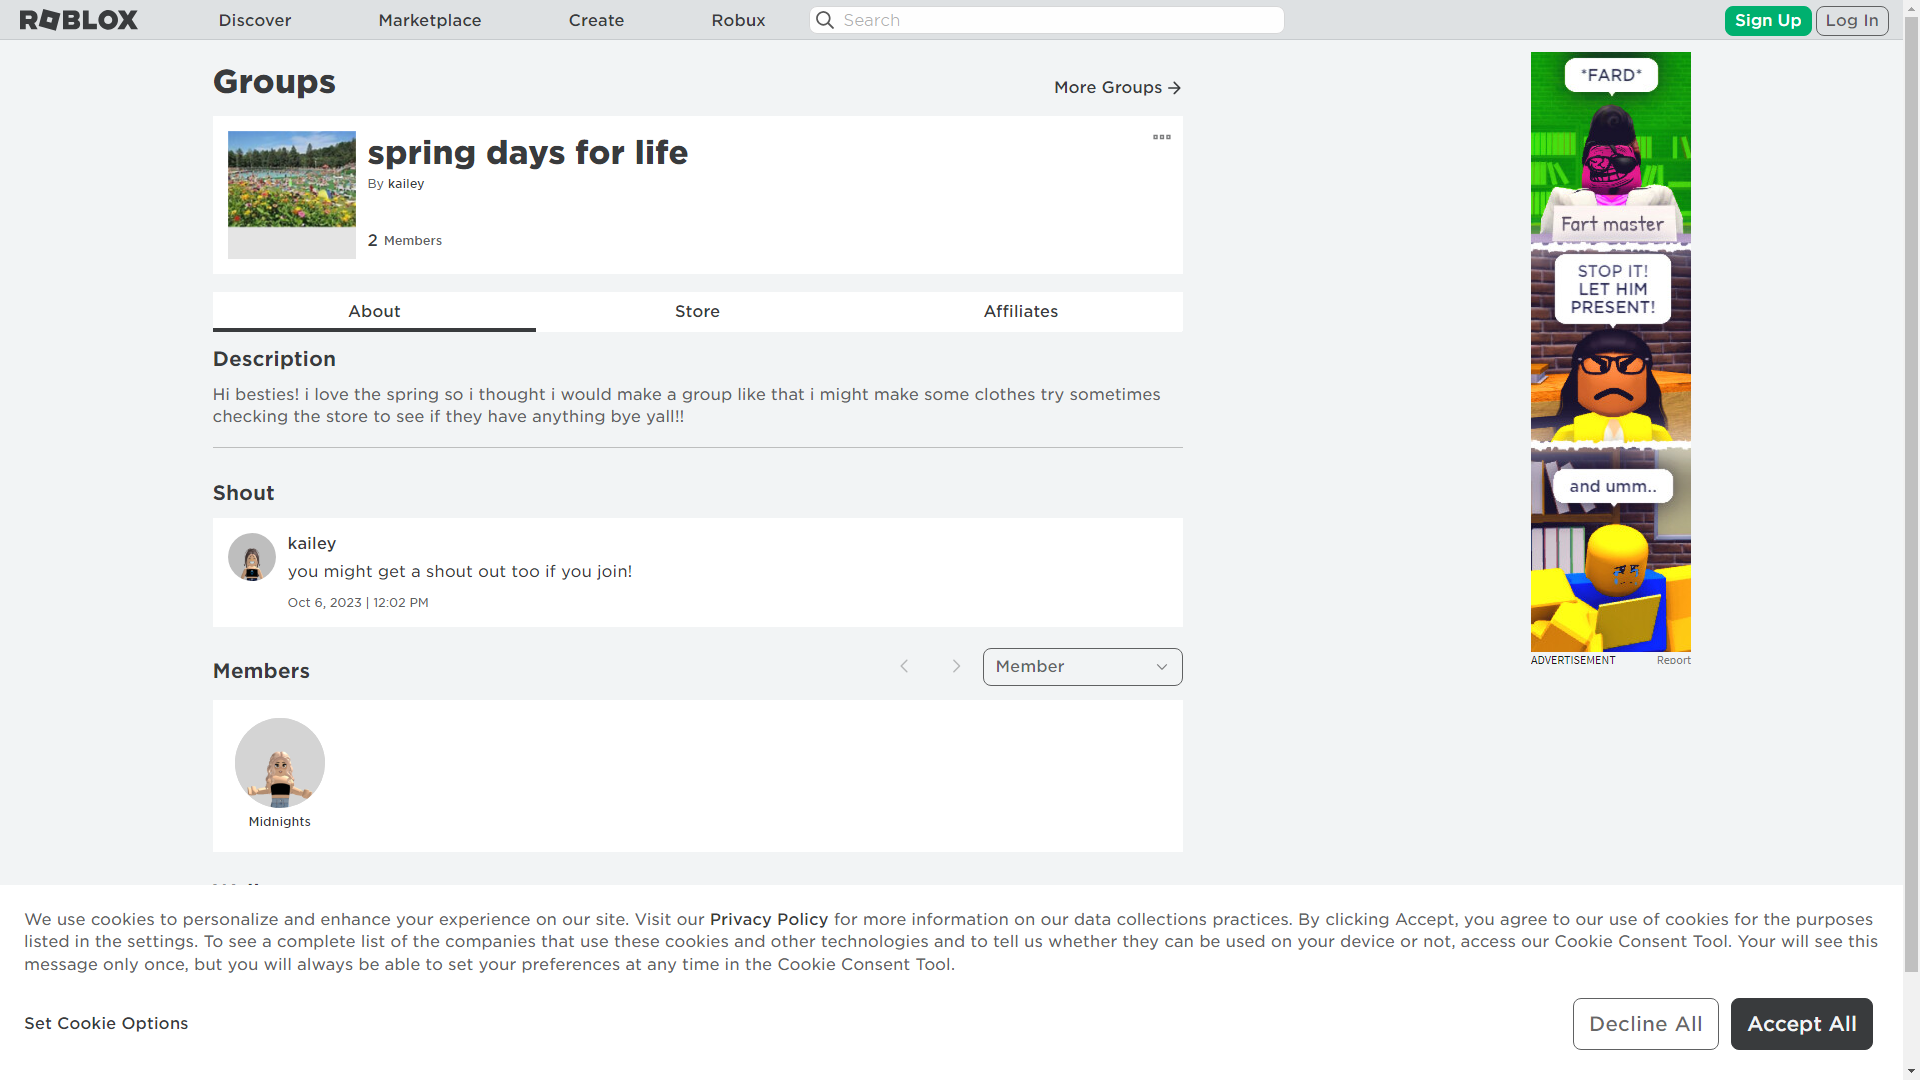 ROBLOX
Discover
Marketplace
Create
Robux
Search
Sign Up
Log In
Groups
More Groups
spring days for life
By kailey
2 Members
About
Store
Affiliates
Description
Hi besties! i love the spring so i thought i would make a group like that i might make some clothes try sometimes
checking the store to see if they have anything bye yall!!
Shout
kailey
you might get a shout out too if you join!
Oct 6, 2023 | 12:02 PM
Members
Member
Midnights
*FARD*
Fart master
STOP IT!
LET HIM
PRESENT!
and umm..
ADVERTISEMENT
Report
We use cookies to personalize and enhance your experience on our site. Visit our Privacy Policy for more information on our data collections practices. By clicking Accept, you agree to our use of cookies for the purposes
listed in the settings. To see a complete list of the companies that use these cookies and other technologies and to tell us whether they can be used on your device or not, access our Cookie Consent Tool. Your will see this
message only once, but you will always be able to set your preferences at any time in the Cookie Consent Tool.
Set Cookie Options
Decline All
Accept All